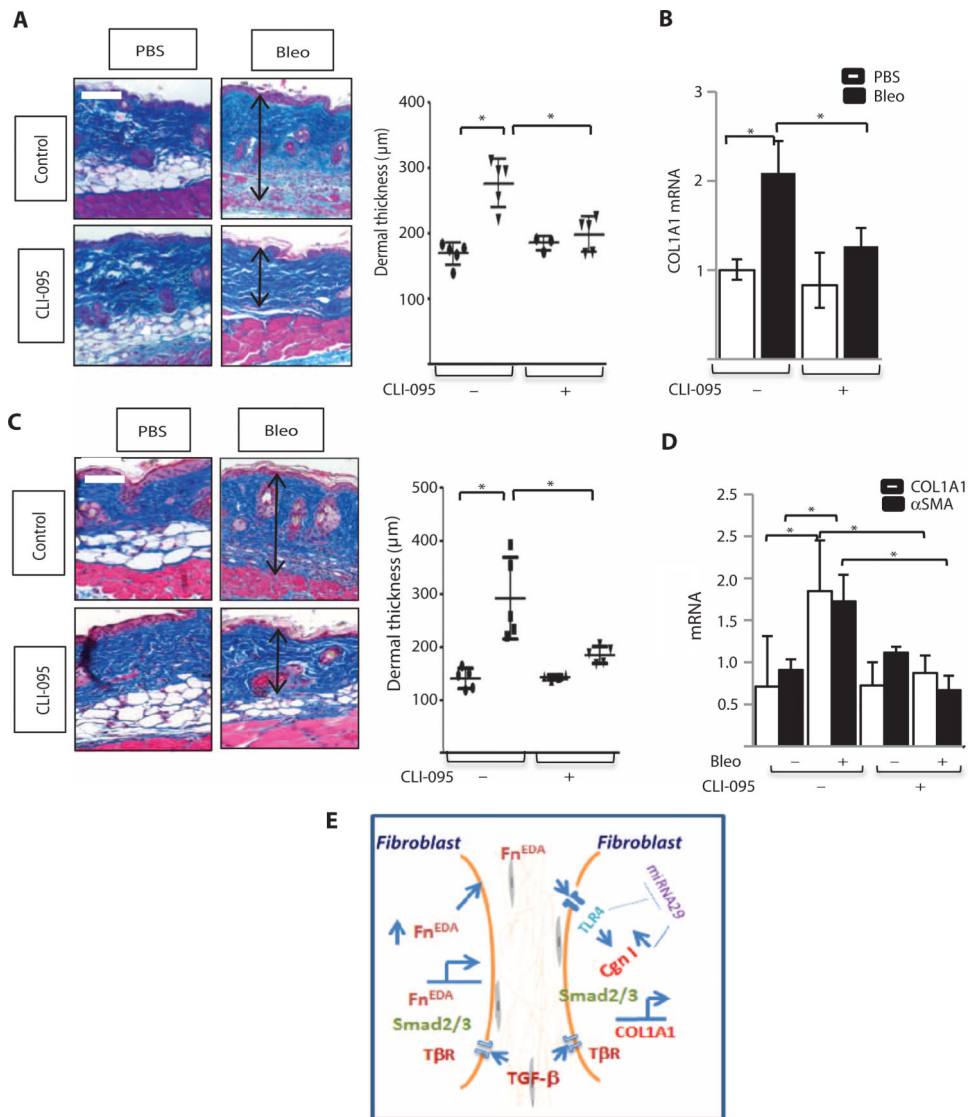 A
PBS
Bleo
Control
CLI-095
Dermal thickness (µm)
400
300
200
100
*
*
CLI-095
–
+
B
PBS
Bleo
COL1A1 mRNA
3
2
1
*
*
CLI-095
–
+
C
PBS
Bleo
Control
CLI-095
Dermal thickness (µm)
500
400
300
200
100
*
*
CLI-095
–
+
D
COL1A1
αSMA
mRNA
2.5
2.5
2.0
1.5
1.0
0.5
*
*
*
*
Bleo
–
+
–
+
CLI-095
–
+
E
Fibroblast
Fn^EDA
Fibroblast
Fn^EDA
Fn^EDA
Smad2/3
TβR
TGF-β
TLR4
miRNA29
Cgn I
Smad2/3
COL1A1
TβR